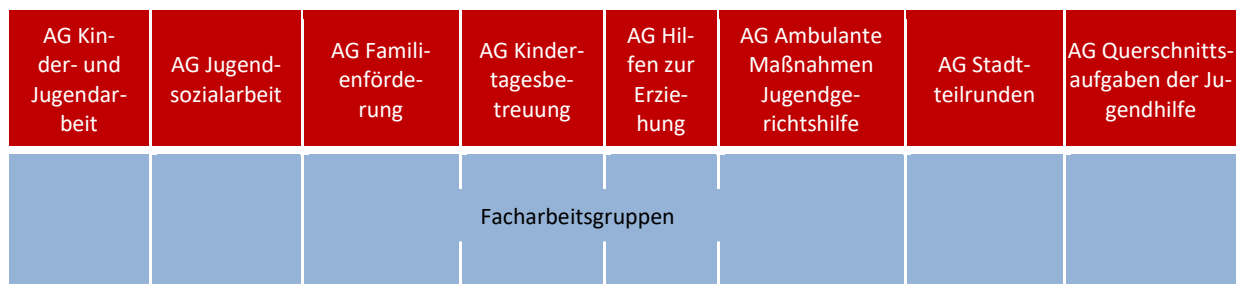 AG Kin-
der- und
Jugendar-
beit
AG Jugend-
sozialarbeit
AG Famili-
enförde-
rung
AG Kinder-
tagesbe-
treuung
AG Hil-
fen zur
Erzie-
hung
AG Ambulante
Maßnahmen
Jugendge-
richtshilfe
AG Stadt-
teilrunden
AG Querschnitts-
aufgaben der Ju-
gendhilfe
Facharbeitsgruppen